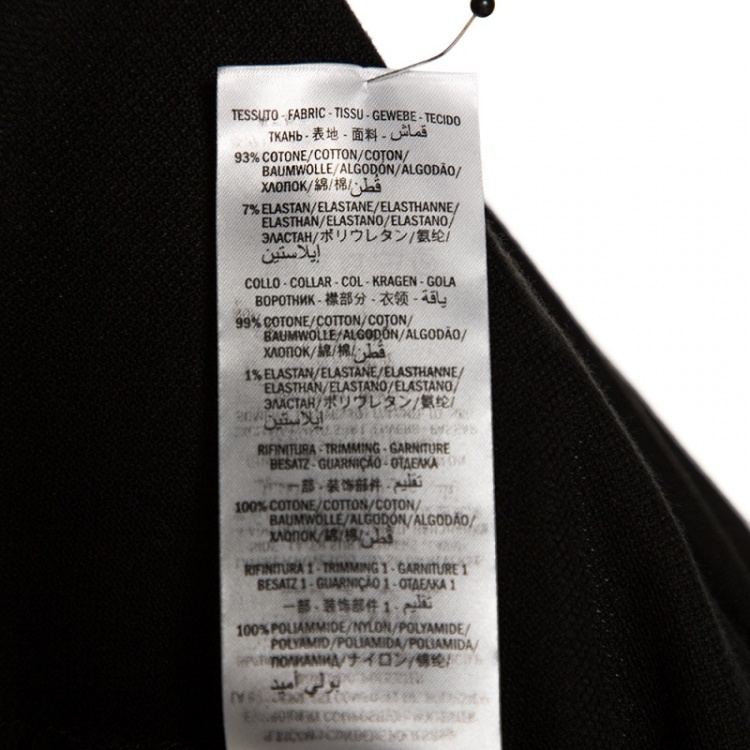 TESSUTO - FABRIC - TISSU - GEWEBE - TECIDO
ТКАНЬ - 表地 - 面料 - قماش
93% COTONE/COTTON/COTON/
BAUMWOLLE/ALGODÓN/ALGODÃO/
ХЛОПОК/綿/棉/قُطن
7% ELASTAN/ELASTANE/ELASTHANNE/
ELASTHAN/ELASTANO/ELASTANO/
ЭЛАСТАН/ポリウレタン/氨纶/
إيلاستين
COLLO - COLLAR - COL - KRAGEN - GOLA
ВОРОТНИК - 襟部分 - 衣领 - ياقة
99% COTONE/COTTON/COTON/
BAUMWOLLE/ALGODÓN/ALGODÃO/
ХЛОПОК/綿/棉/قُطن
1% ELASTAN/ELASTANE/ELASTHANNE/
ELASTHAN/ELASTANO/ELASTANO/
ЭЛАСТАН/ポリウレタン/氨纶/
إيلاستين
RIFINITURA - TRIMMING - GARNITURE
BESATZ - GUARNIÇÃO - ОТДЕЛКА
一部 - 装饰部件 - تقليم
100% COTONE/COTTON/COTON/
BAUMWOLLE/ALGODÓN/ALGODÃO/
ХЛОПОК/綿/棉/قُطن
RIFINITURA 1 - TRIMMING 1 - GARNITURE 1
BESATZ 1 - GUARNIÇÃO 1 - ОТДЕЛКА 1
一部 - 装饰部件 1 - تقليم
100% POLIAMMIDE/NYLON/POLYAMIDE/
POLYAMID/POLIAMIDA/POLIAMIDA/
ПОЛИАМИД/ナイロン/锦纶/
بولي أميد